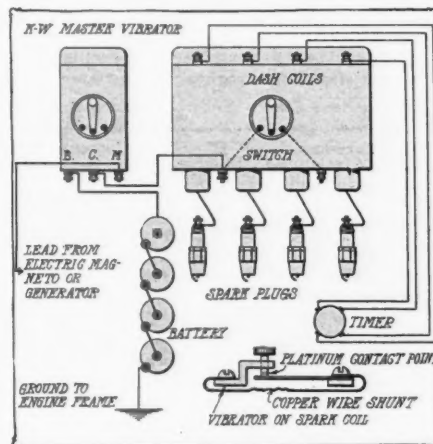 K-W MASTER VIBRATOR
DASH COILS
B. C. M
SWITCH
LEAD FROM
ELECTRIC MAG-
NETO OR
GENERATOR
SPARK PLUGS
BATTERY
TIMER
PLATINUM CONTACT POINT
GROUND TO
ENGINE FRAME
COPPER WIRE SHUNT
VIBRATOR ON SPARK COIL